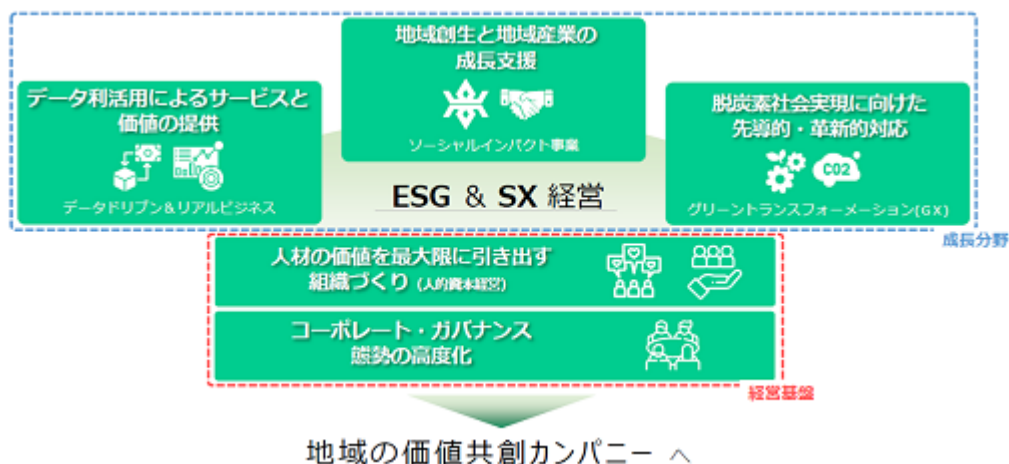 地域創生と地域産業の
成長支援
ソーシャルインパクト事業
データ利活用によるサービスと
価値の提供
データドリブン&リアルビジネス
脱炭素社会実現に向けた
先導的・革新的対応
CO2
グリーントランスフォーメーション(GX)
ESG & SX 経営
成長分野
人材の価値を最大限に引き出す
組織づくり (人的資本経営)
コーポレート・ガバナンス
態勢の高度化
経営基盤
地域の価値共創カンパニー へ